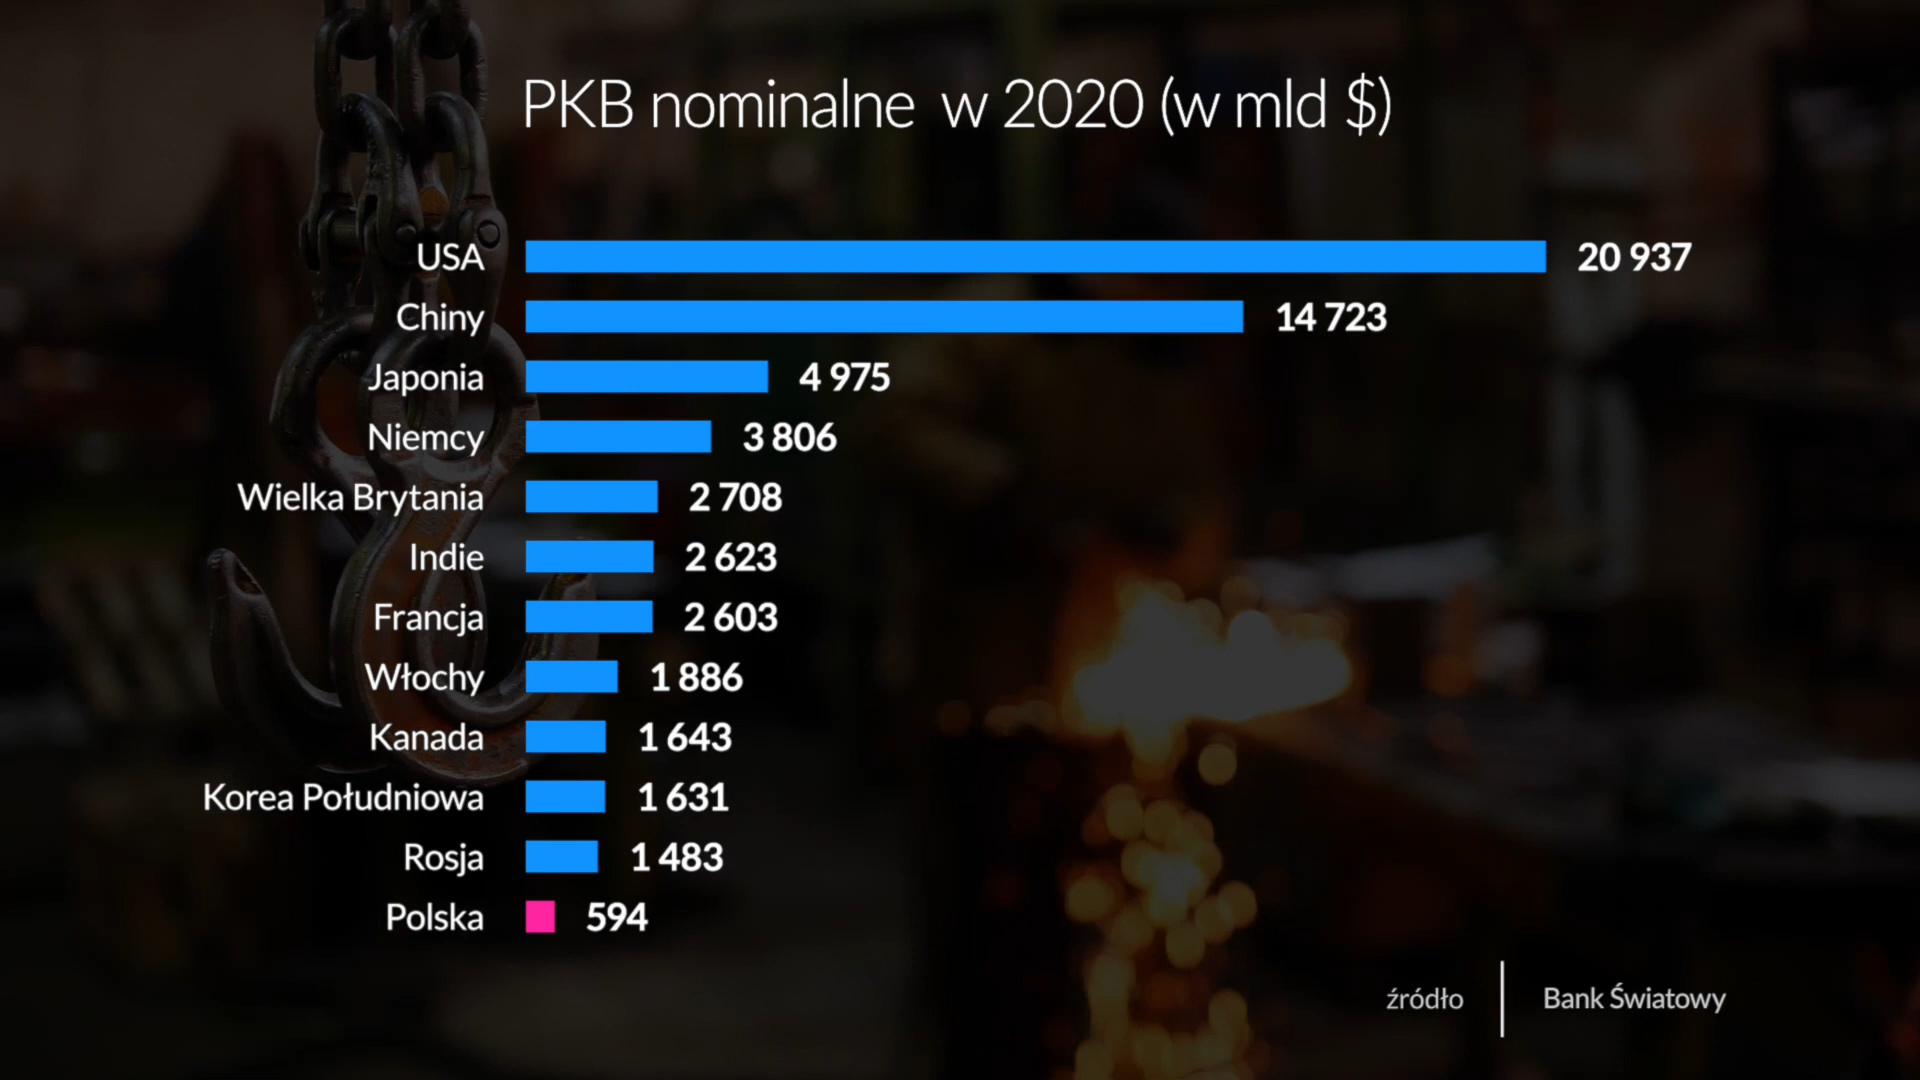 PKB nominalne w 2020 (w mld $)
USA 20 937
Chiny 14 723
Japonia 4 975
Niemcy 3 806
Wielka Brytania 2 708
Indie 2 623
Francja 2 603
Włochy 1 886
Kanada 1 643
Korea Południowa 1 631
Rosja 1 483
Polska 594
źródło Bank Światowy